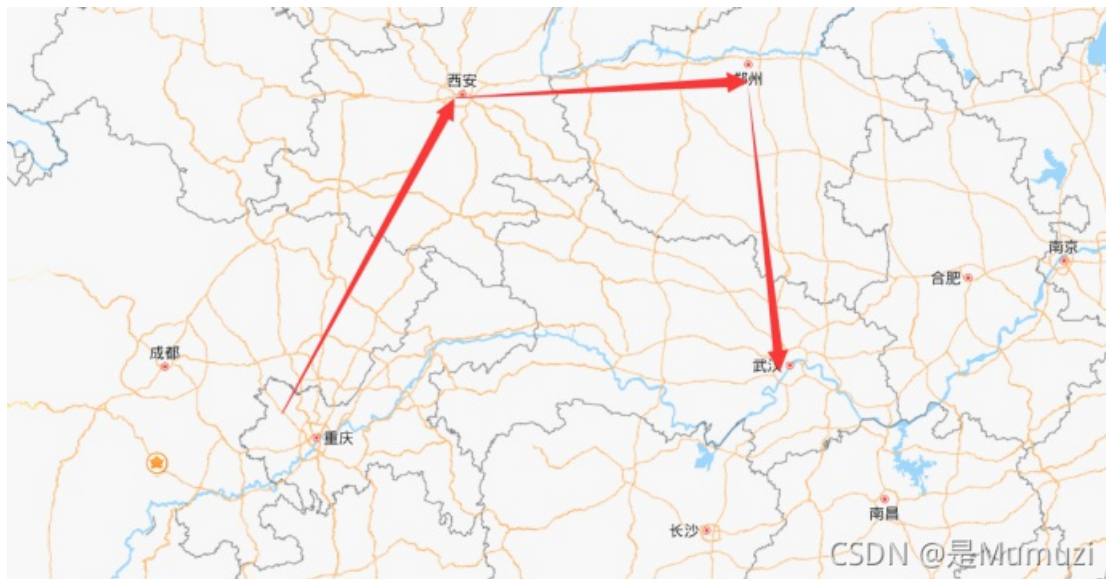 西安
郑州
南京
合肥
成都
武汉
重庆
长沙
南昌
CSDN @是Mumuzi